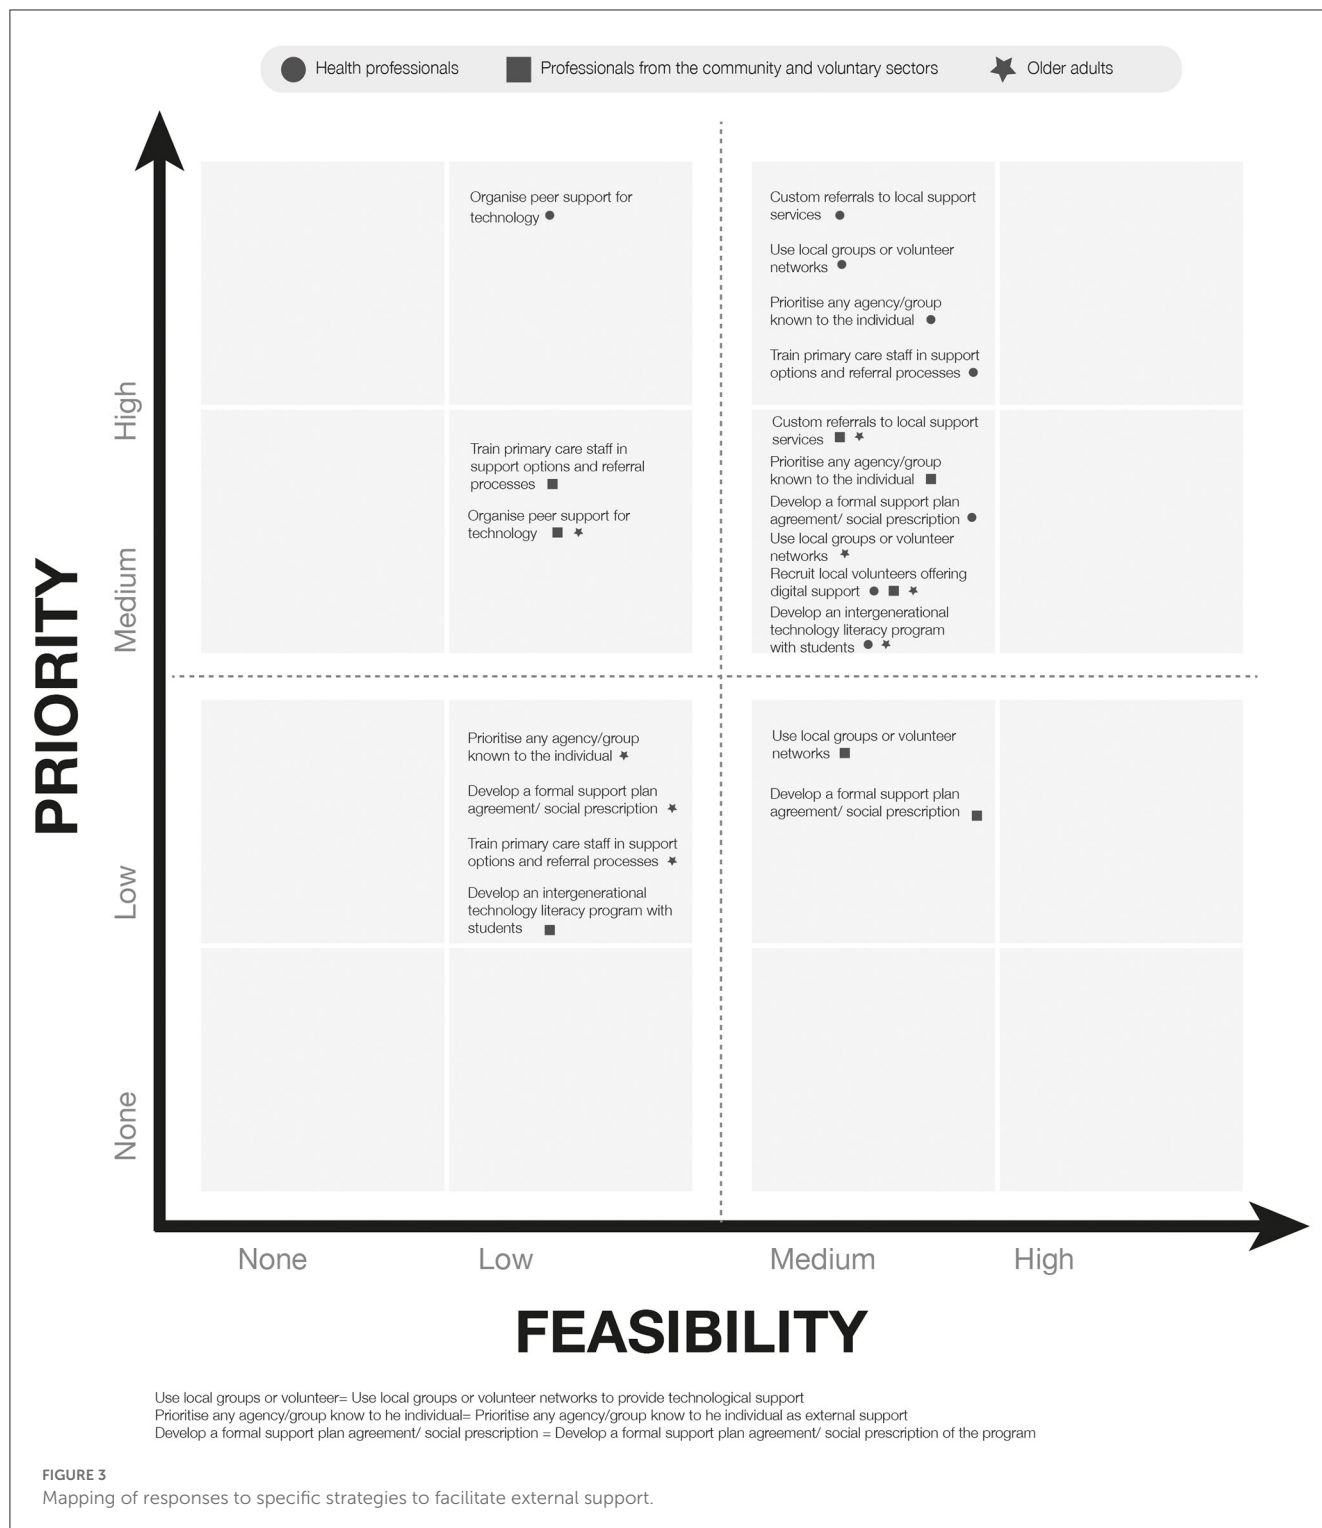 Health professionals
Professionals from the community and voluntary sectors
Older adults
PRIORITY
High
Medium
Low
None
Organise peer support for
technology
Custom referrals to local support
services
Use local groups or volunteer
networks
Prioritise any agency/group
known to the individual
Train primary care staff in support
options and referral processes
Train primary care staff in
support options and referral
processes
Organise peer support for
technology
Custom referrals to local support
services
Prioritise any agency/group
known to the individual
Develop a formal support plan
agreement/ social prescription
Use local groups or volunteer
networks
Recruit local volunteers offering
digital support
Develop an intergenerational
technology literacy program
with students
Prioritise any agency/group
known to the individual
Develop a formal support plan
agreement/ social prescription
Train primary care staff in support
options and referral processes
Develop an intergenerational
technology literacy program with
students
Use local groups or volunteer
networks
Develop a formal support plan
agreement/ social prescription
None
Low
Medium
High
FEASIBILITY
Use local groups or volunteer= Use local groups or volunteer networks to provide technological support
Prioritise any agency/group know to he individual= Prioritise any agency/group know to he individual as external support
Develop a formal support plan agreement/ social prescription = Develop a formal support plan agreement/ social prescription of the program
FIGURE 3
Mapping of responses to specific strategies to facilitate external support.